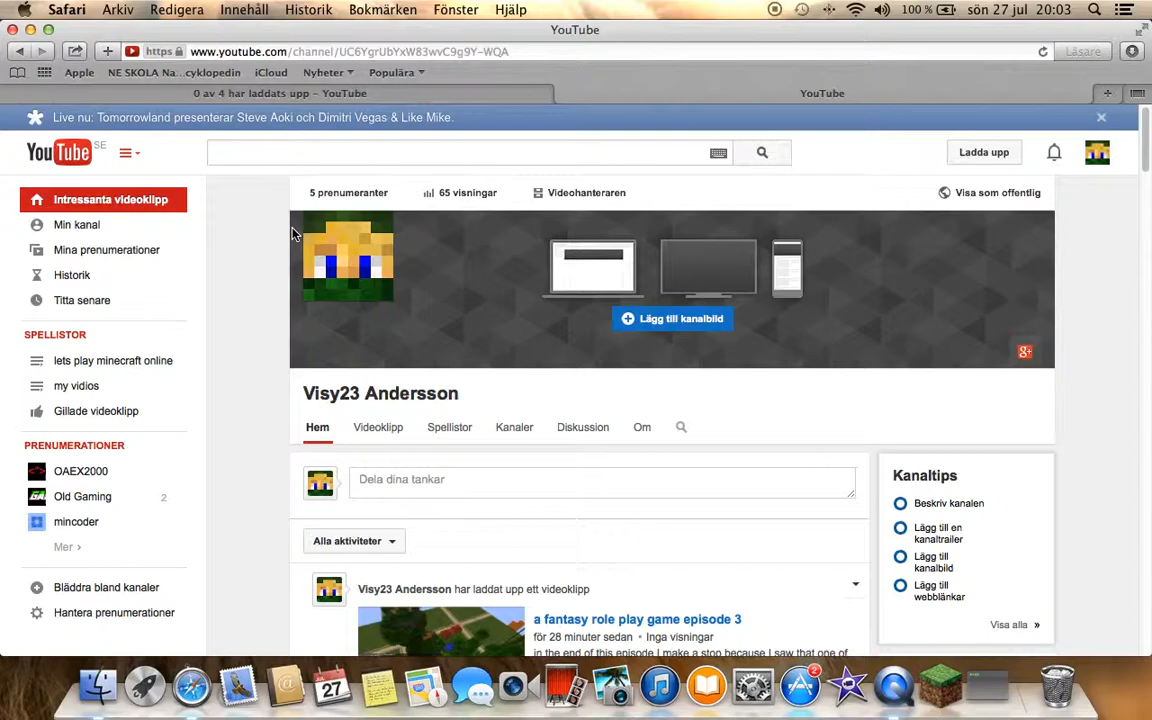 Safari Arkiv Redigera Innehåll Historik Bokmärken Fönster Hjälp 100 % sön 27 jul 20:03
YouTube
https www.youtube.com/channel/UC6YgrUbYxW83wvC9g9Y-WQA Läsare
Apple NE SKOLA Na...cyklopedin iCloud Nyheter Populära
0 av 4 har laddats upp – YouTube YouTube
Live nu: Tomorrowland presenterar Steve Aoki och Dimitri Vegas & Like Mike.
YouTube SE Ladda upp
5 prenumeranter 65 visningar Videohanteraren Visa som offentlig
Intressanta videoklipp
Min kanal
Mina prenumerationer
Historik
Titta senare
SPELLISTOR
lets play minecraft online
my vidios
Gillade videoklipp
PRENUMERATIONER
OAEX2000
Old Gaming 2
mincoder
Mer ›
Bläddra bland kanaler
Hantera prenumerationer
Lägg till kanalbild
g+
Visy23 Andersson
Hem Videoklipp Spellistor Kanaler Diskussion Om
Dela dina tankar
Alla aktiviteter
Visy23 Andersson har laddat upp ett videoklipp
a fantasy role play game episode 3
för 28 minuter sedan • Inga visningar
in the end of this episode I make a stop because I saw that one of
Kanaltips
Beskriv kanalen
Lägg till en
kanaltrailer
Lägg till
kanalbild
Lägg till
webblänkar
Visa alla »
27
2